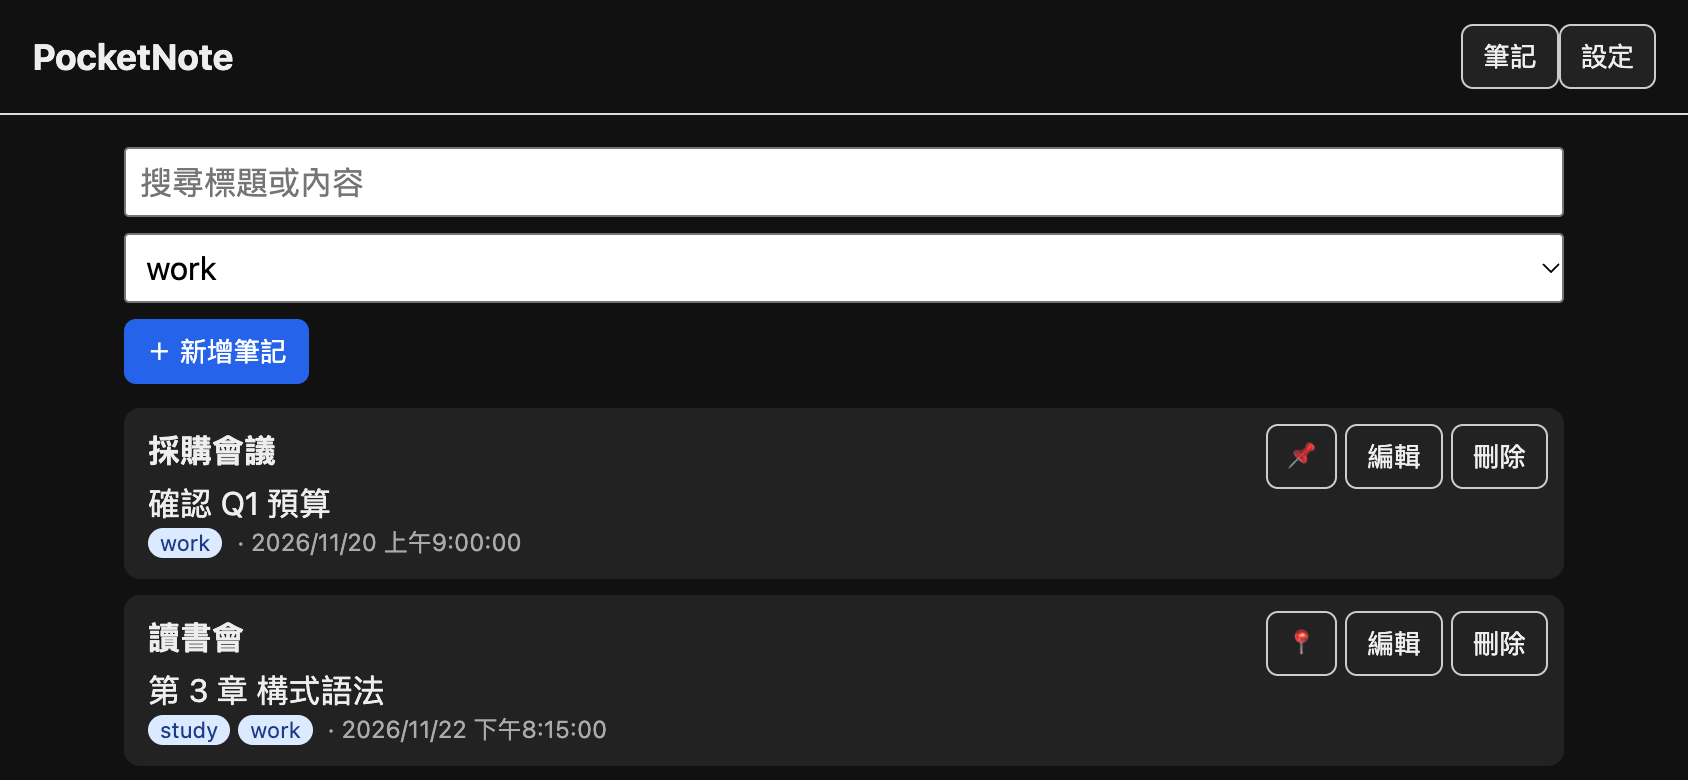 PocketNote
筆記 設定
搜尋標題或內容
work
+ 新增筆記
採購會議
編輯 刪除
確認 Q1 預算
work · 2026/11/20 上午9:00:00
讀書會
編輯 刪除
第 3 章 構式語法
study work · 2026/11/22 下午8:15:00